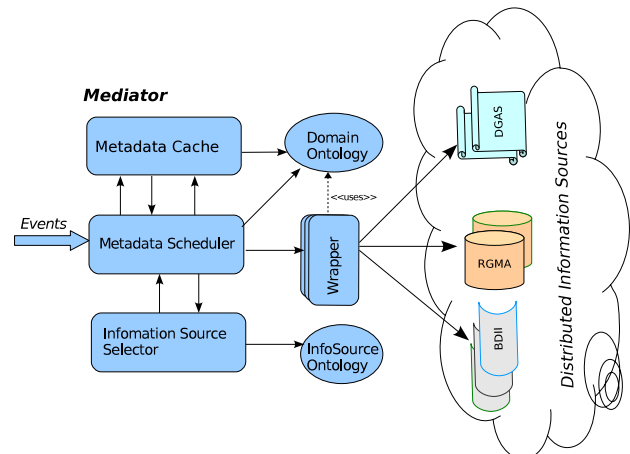 Mediator
Metadata Cache
Domain
Ontology
DGAS
<<uses>>
Events
Metadata Scheduler
Wrapper
RGMA
Distributed Information Sources
Infomation Source
Selector
InfoSource
Ontology
BDII